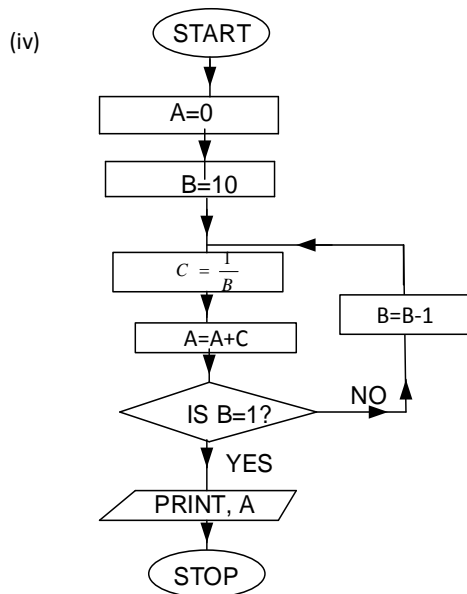 (iv)
START
A=0
B=10
C = 1/B
B=B-1
A=A+C
IS B=1?
NO
YES
PRINT, A
STOP